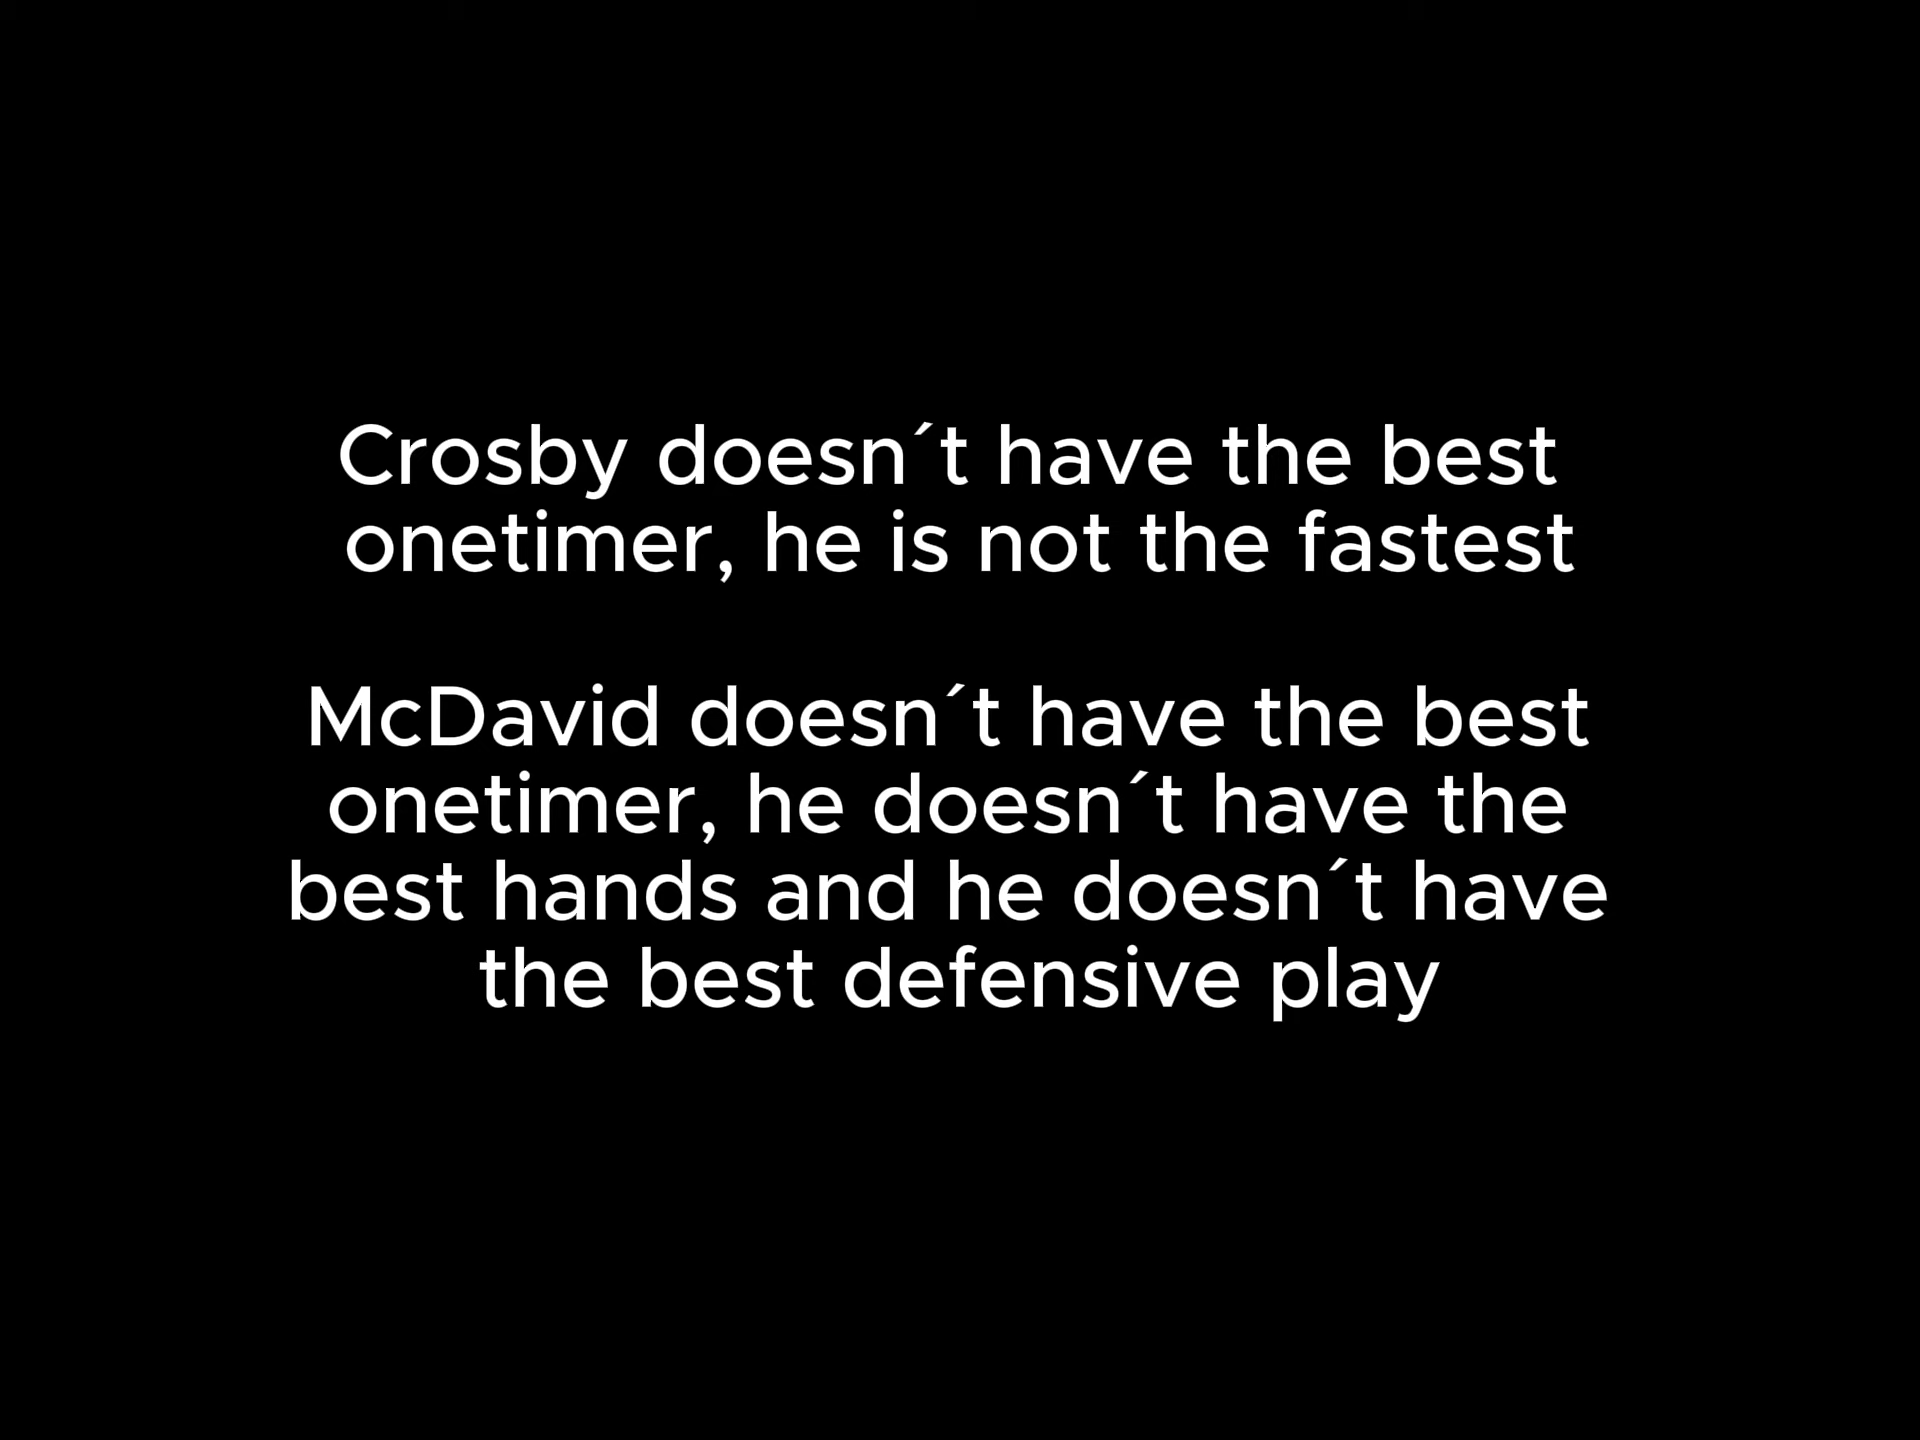 Crosby doesn´t have the best
onetimer, he is not the fastest
McDavid doesn´t have the best
onetimer, he doesn´t have the
best hands and he doesn´t have
the best defensive play